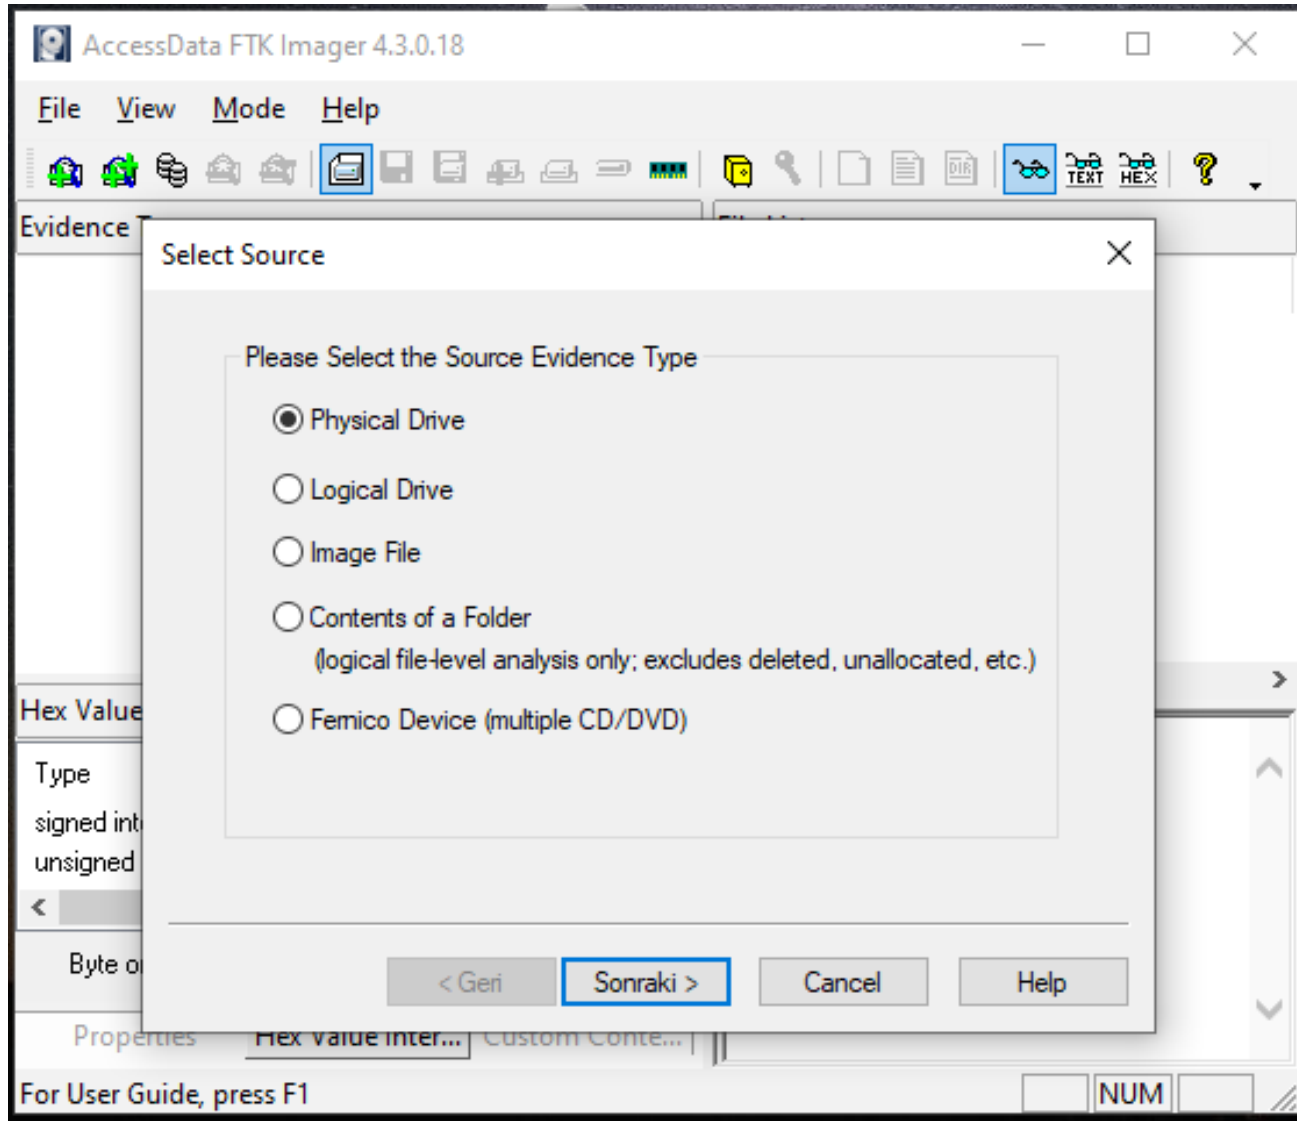 AccessData FTK Imager 4.3.0.18
File View Mode Help
TEXT HEX DIR
Evidence
Select Source
Please Select the Source Evidence Type
Physical Drive
Logical Drive
Image File
Contents of a Folder
(logical file-level analysis only; excludes deleted, unallocated, etc.)
Fernico Device (multiple CD/DVD)
Hex Value
Type
signed
unsigned
Byte
< Geri Sonraki > Cancel Help
Properties Hex Value Inter... Custom Conte...
For User Guide, press F1 NUM